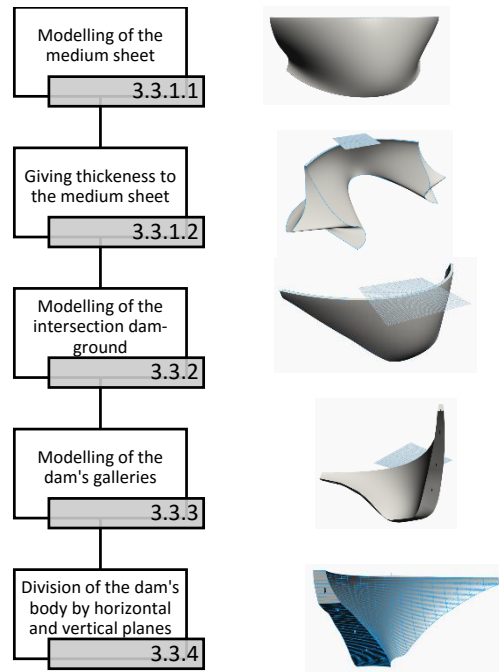 Modelling of the
medium sheet
3.3.1.1
Giving thickeness to
the medium sheet
3.3.1.2
Modelling of the
intersection dam-
ground
3.3.2
Modelling of the
dam's galleries
3.3.3
Division of the dam's
body by horizontal
and vertical planes
3.3.4